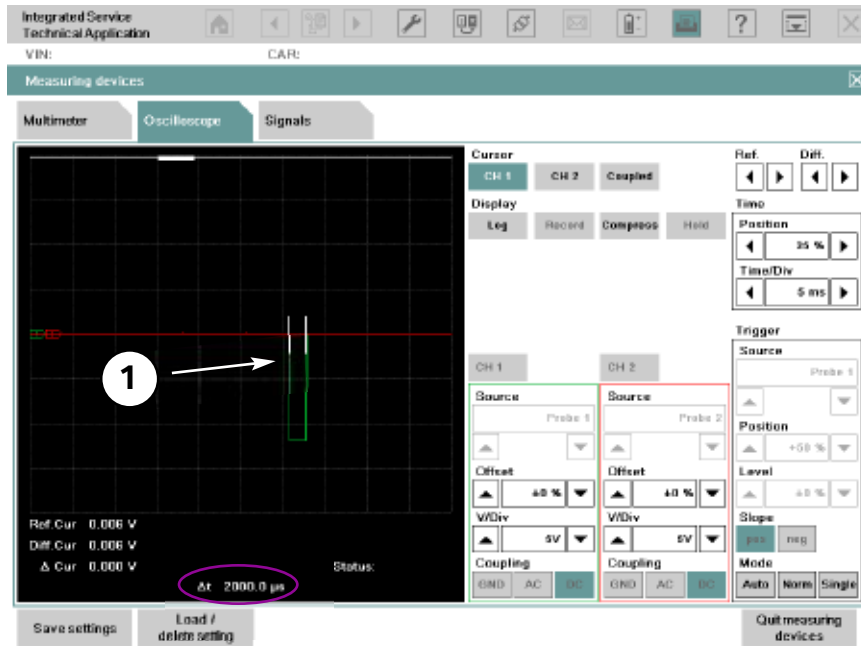 Integrated Service
Technical Application
?
VIN:
CAR:
Measuring devices
Multimeter
Oscilloscope
Signals
Cursor
CH 1
CH 2
Coupled
Display
Log
Record
Compress
Hold
Ref.
Diff.
Time
Position
25 %
Time/Div
5 ms
Trigger
Source
Probe 1
Position
+50 %
Level
±0 %
Slope
pos
neg
Mode
Auto
Norm
Single
CH 1
Source
Probe 1
Offset
±0 %
V/Div
5V
Coupling
GND
AC
DC
CH 2
Source
Probe 2
Offset
±0 %
V/Div
5V
Coupling
GND
AC
DC
1
Ref.Cur 0.006 V
Diff.Cur 0.006 V
Δ Cur 0.000 V
Δt 2000.0 µs
Status:
Save settings
Load /
delete setting
Quit measuring
devices